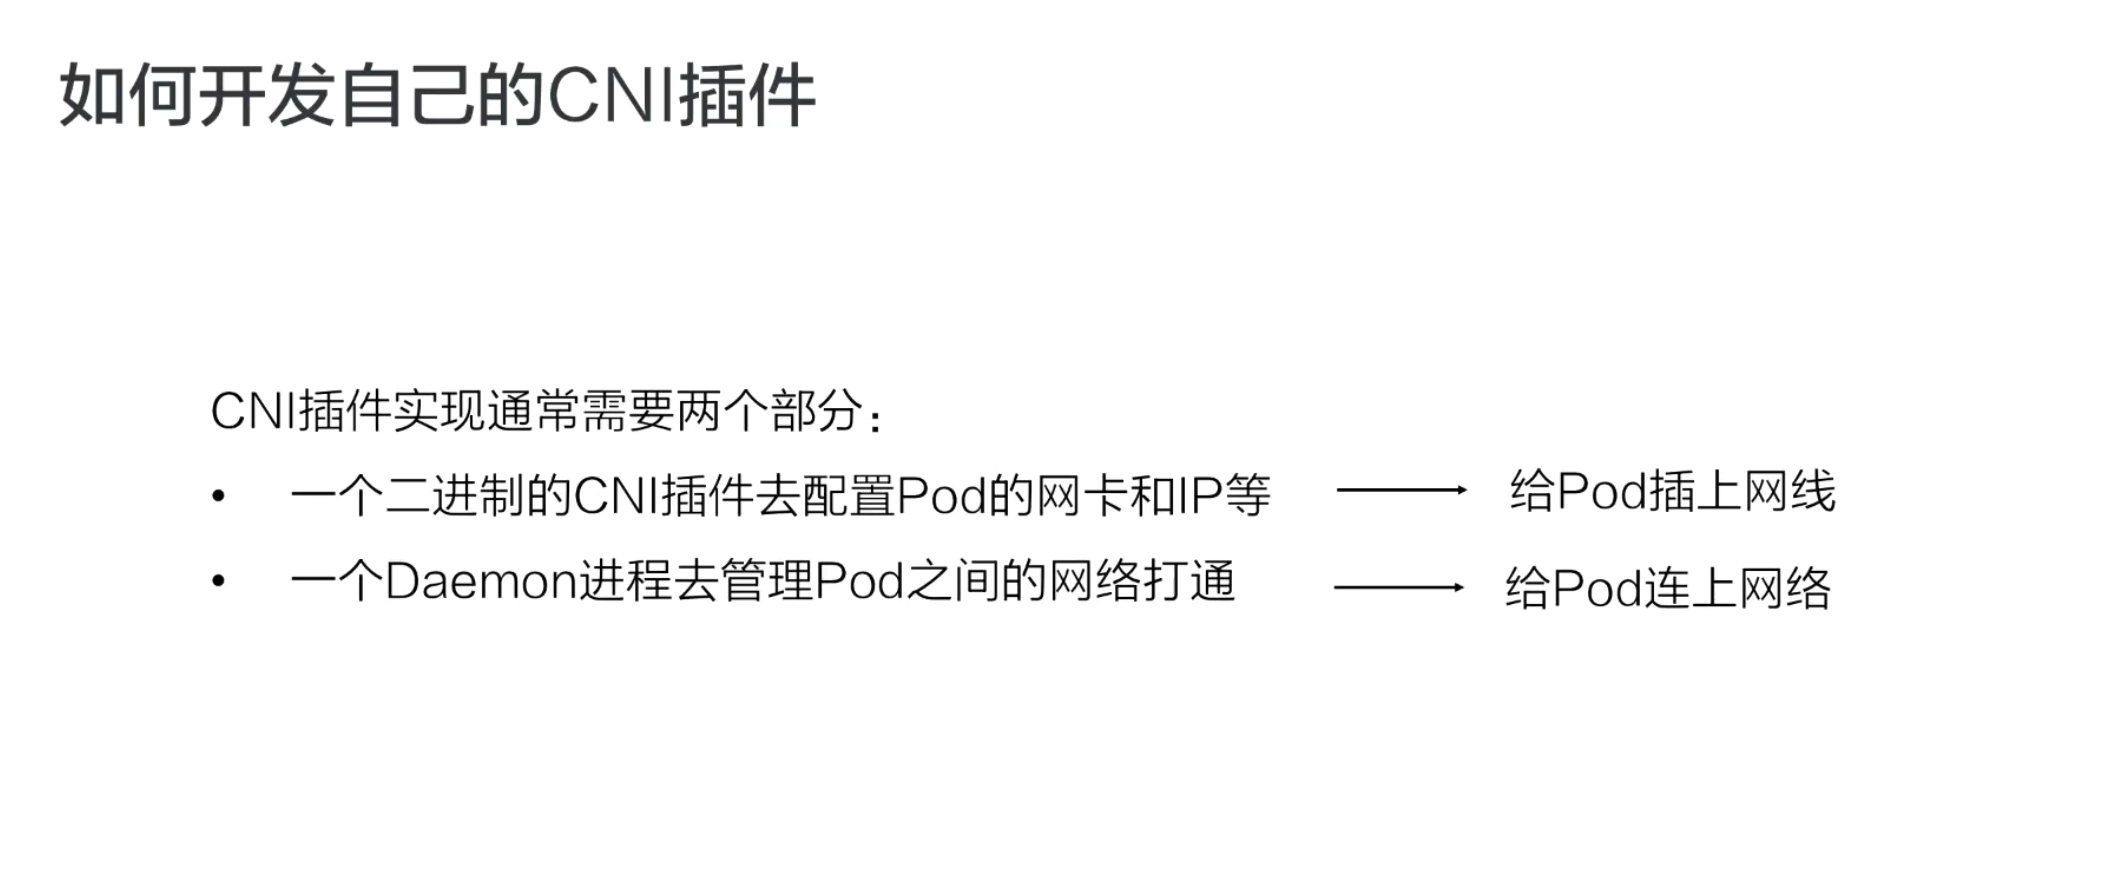 如何开发自己的CNI插件
CNI插件实现通常需要两个部分：
• 一个二进制的CNI插件去配置Pod的网卡和IP等 → 给Pod插上网线
• 一个Daemon进程去管理Pod之间的网络打通 → 给Pod连上网络